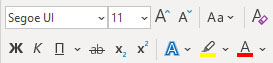 Segoe UI 11 A A Aa A
Ж К П ab x₂ x² A A